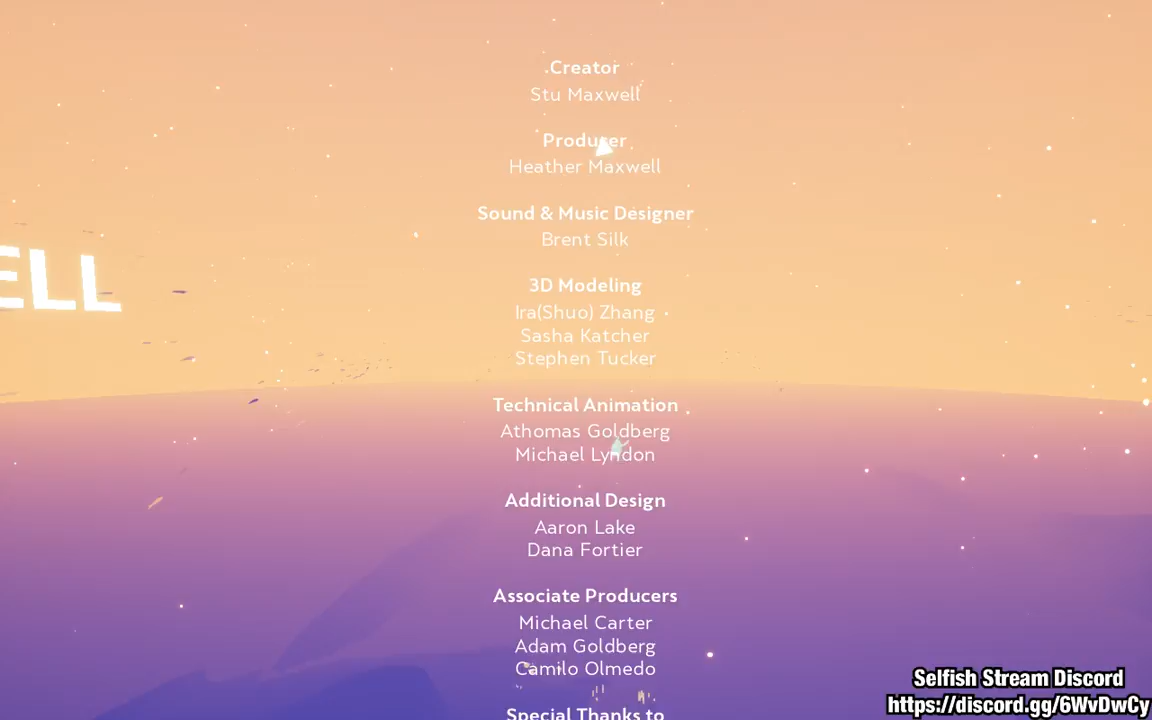 Creator
Stu Maxwell
Producer
Heather Maxwell
Sound & Music Designer
Brent Silk
ELL
3D Modeling
Ira(Shuo) Zhang
Sasha Katcher
Stephen Tucker
Technical Animation
Athomas Goldberg
Michael Lyndon
Additional Design
Aaron Lake
Dana Fortier
Associate Producers
Michael Carter
Adam Goldberg
Camilo Olmedo
Special Thanks to
Selfish Stream Discord
https://discord.gg/6WvDwCy